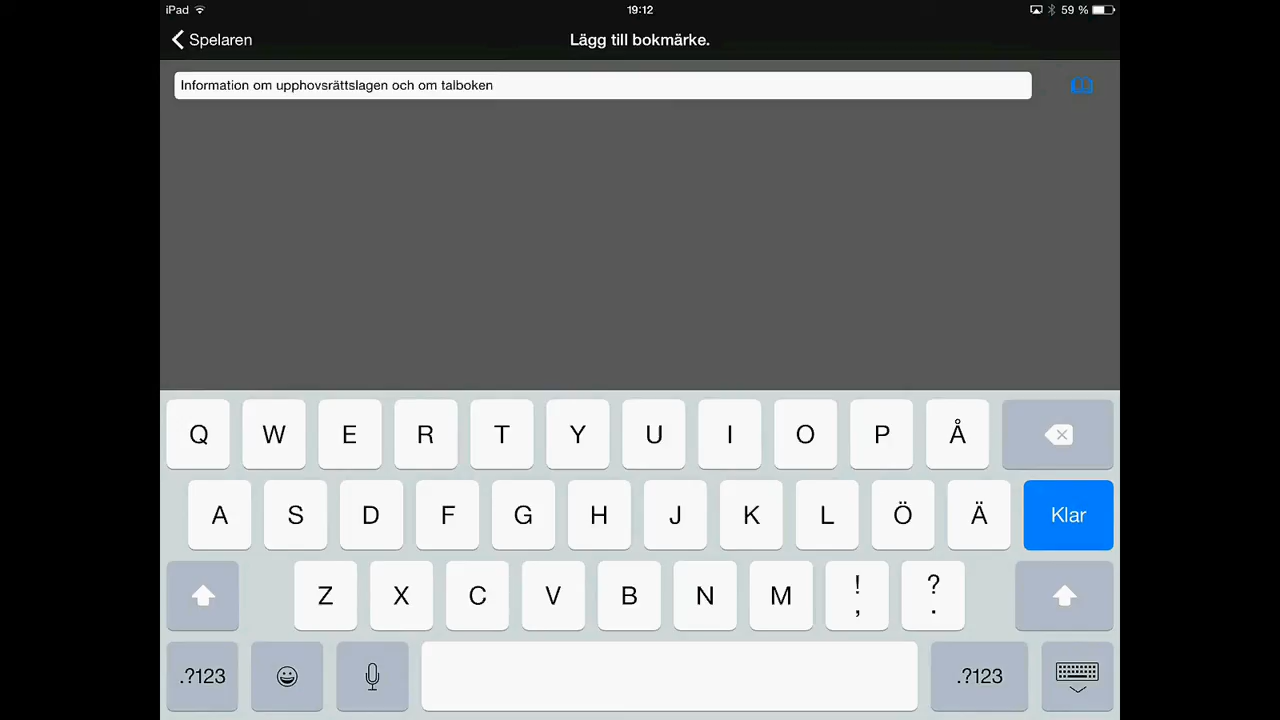 iPad 19:12 59 %
Spelaren Lägg till bokmärke.
Information om upphovsrättslagen och om talboken
Q W E R T Y U I O P Å
A S D F G H J K L Ö Ä Klar
Z X C V B N M ! , ? .
.?123 .?123